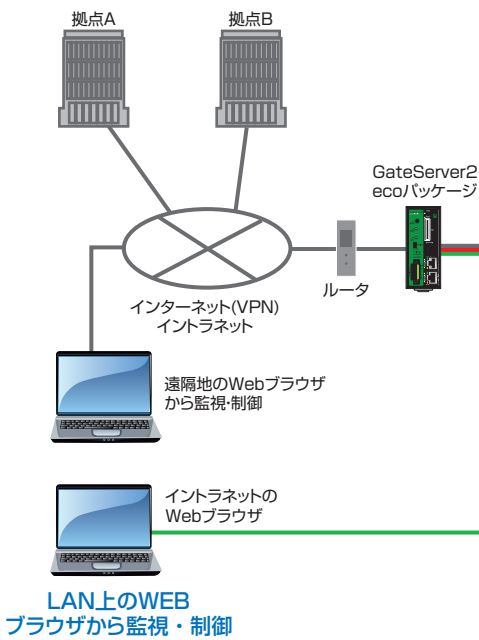 拠点A
拠点B
GateServer2
ecoパッケージ
ルータ
インターネット(VPN)
イントラネット
遠隔地のWebブラウザ
から監視・制御
イントラネットの
Webブラウザ
LAN上のWEB
ブラウザから監視・制御